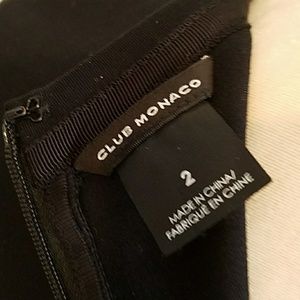 CLUB MONACO
2
MADE IN CHINA/
FABRIQUÉ EN CHINE